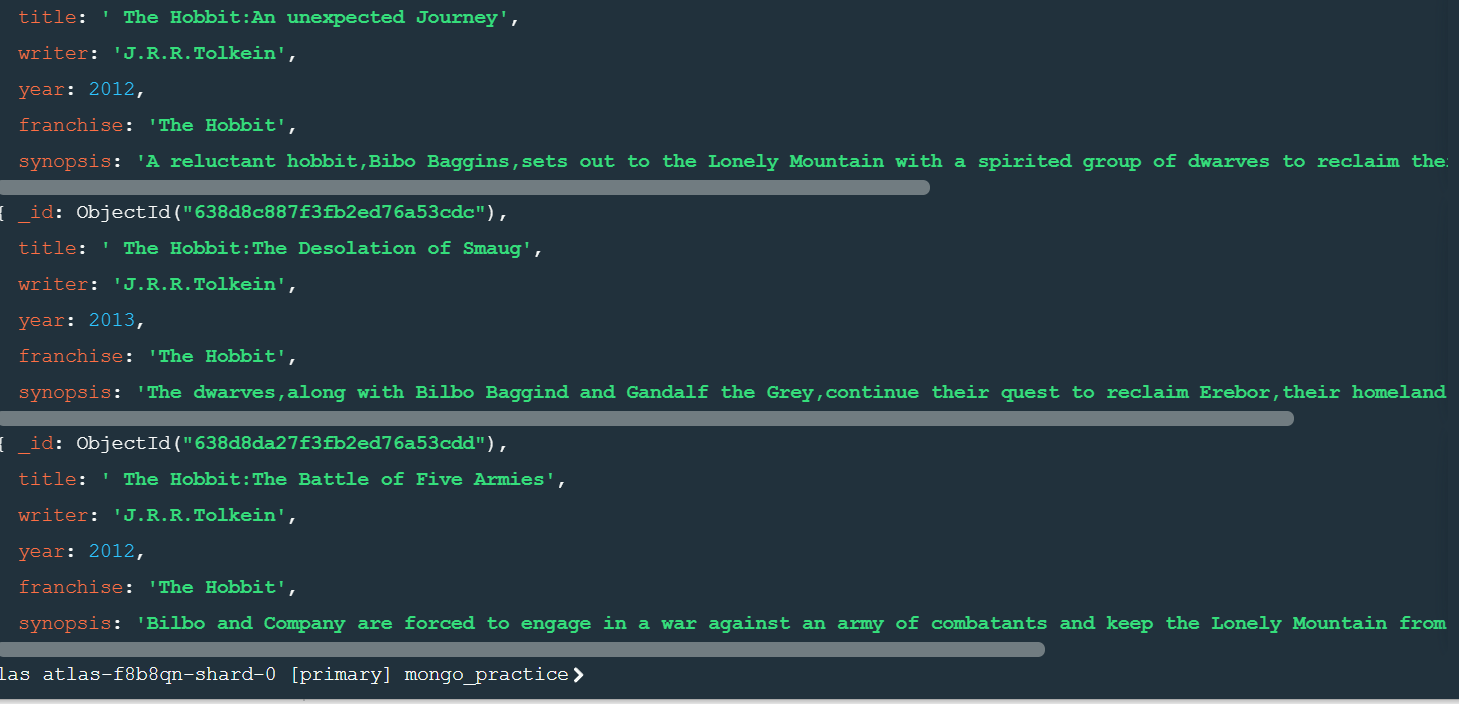 title: ' The Hobbit:An unexpected Journey',
writer: 'J.R.R.Tolkein',
year: 2012,
franchise: 'The Hobbit',
synopsis: 'A reluctant hobbit,Bibo Baggins,sets out to the Lonely Mountain with a spirited group of dwarves to reclaim
{ _id: ObjectId("638d8c887f3fb2ed76a53cdc"),
title: ' The Hobbit:The Desolation of Smaug',
writer: 'J.R.R.Tolkein',
year: 2013,
franchise: 'The Hobbit',
synopsis: 'The dwarves,along with Bilbo Baggind and Gandalf the Grey,continue their quest to reclaim Erebor,their homeland
{ _id: ObjectId("638d8da27f3fb2ed76a53cdd"),
title: ' The Hobbit:The Battle of Five Armies',
writer: 'J.R.R.Tolkein',
year: 2012,
franchise: 'The Hobbit',
synopsis: 'Bilbo and Company are forced to engage in a war against an army of combatants and keep the Lonely Mountain from
las atlas-f8b8qn-shard-0 [primary] mongo_practice>